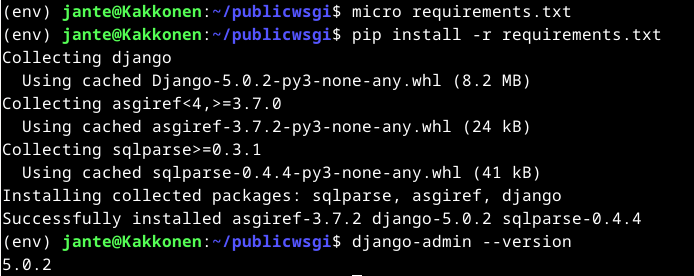 (env) jante@Kakkonen:~/publicwsgi$ micro requirements.txt
(env) jante@Kakkonen:~/publicwsgi$ pip install -r requirements.txt
Collecting django
  Using cached Django-5.0.2-py3-none-any.whl (8.2 MB)
Collecting asgiref<4,>=3.7.0
  Using cached asgiref-3.7.2-py3-none-any.whl (24 kB)
Collecting sqlparse>=0.3.1
  Using cached sqlparse-0.4.4-py3-none-any.whl (41 kB)
Installing collected packages: sqlparse, asgiref, django
Successfully installed asgiref-3.7.2 django-5.0.2 sqlparse-0.4.4
(env) jante@Kakkonen:~/publicwsgi$ django-admin --version
5.0.2